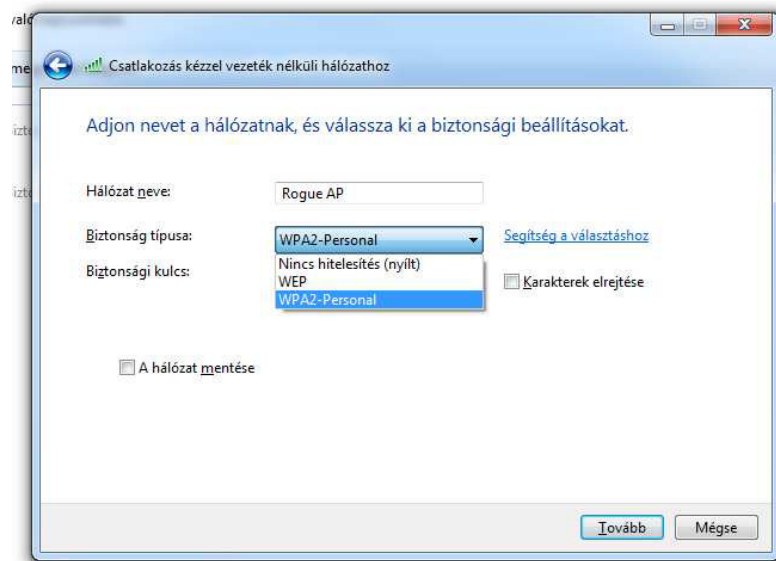 Csatlakozás kézzel vezeték nélküli hálózathoz
Adjon nevet a hálózatnak, és válassza ki a biztonsági beállításokat.
Hálózat neve: Rogue AP
Biztonság típusa: WPA2-Personal Segítség a választáshoz
Nincs hitelesítés (nyílt)
Biztonsági kulcs: WEP Karakterek elrejtése
WPA2-Personal
A hálózat mentése
Tovább Mégse